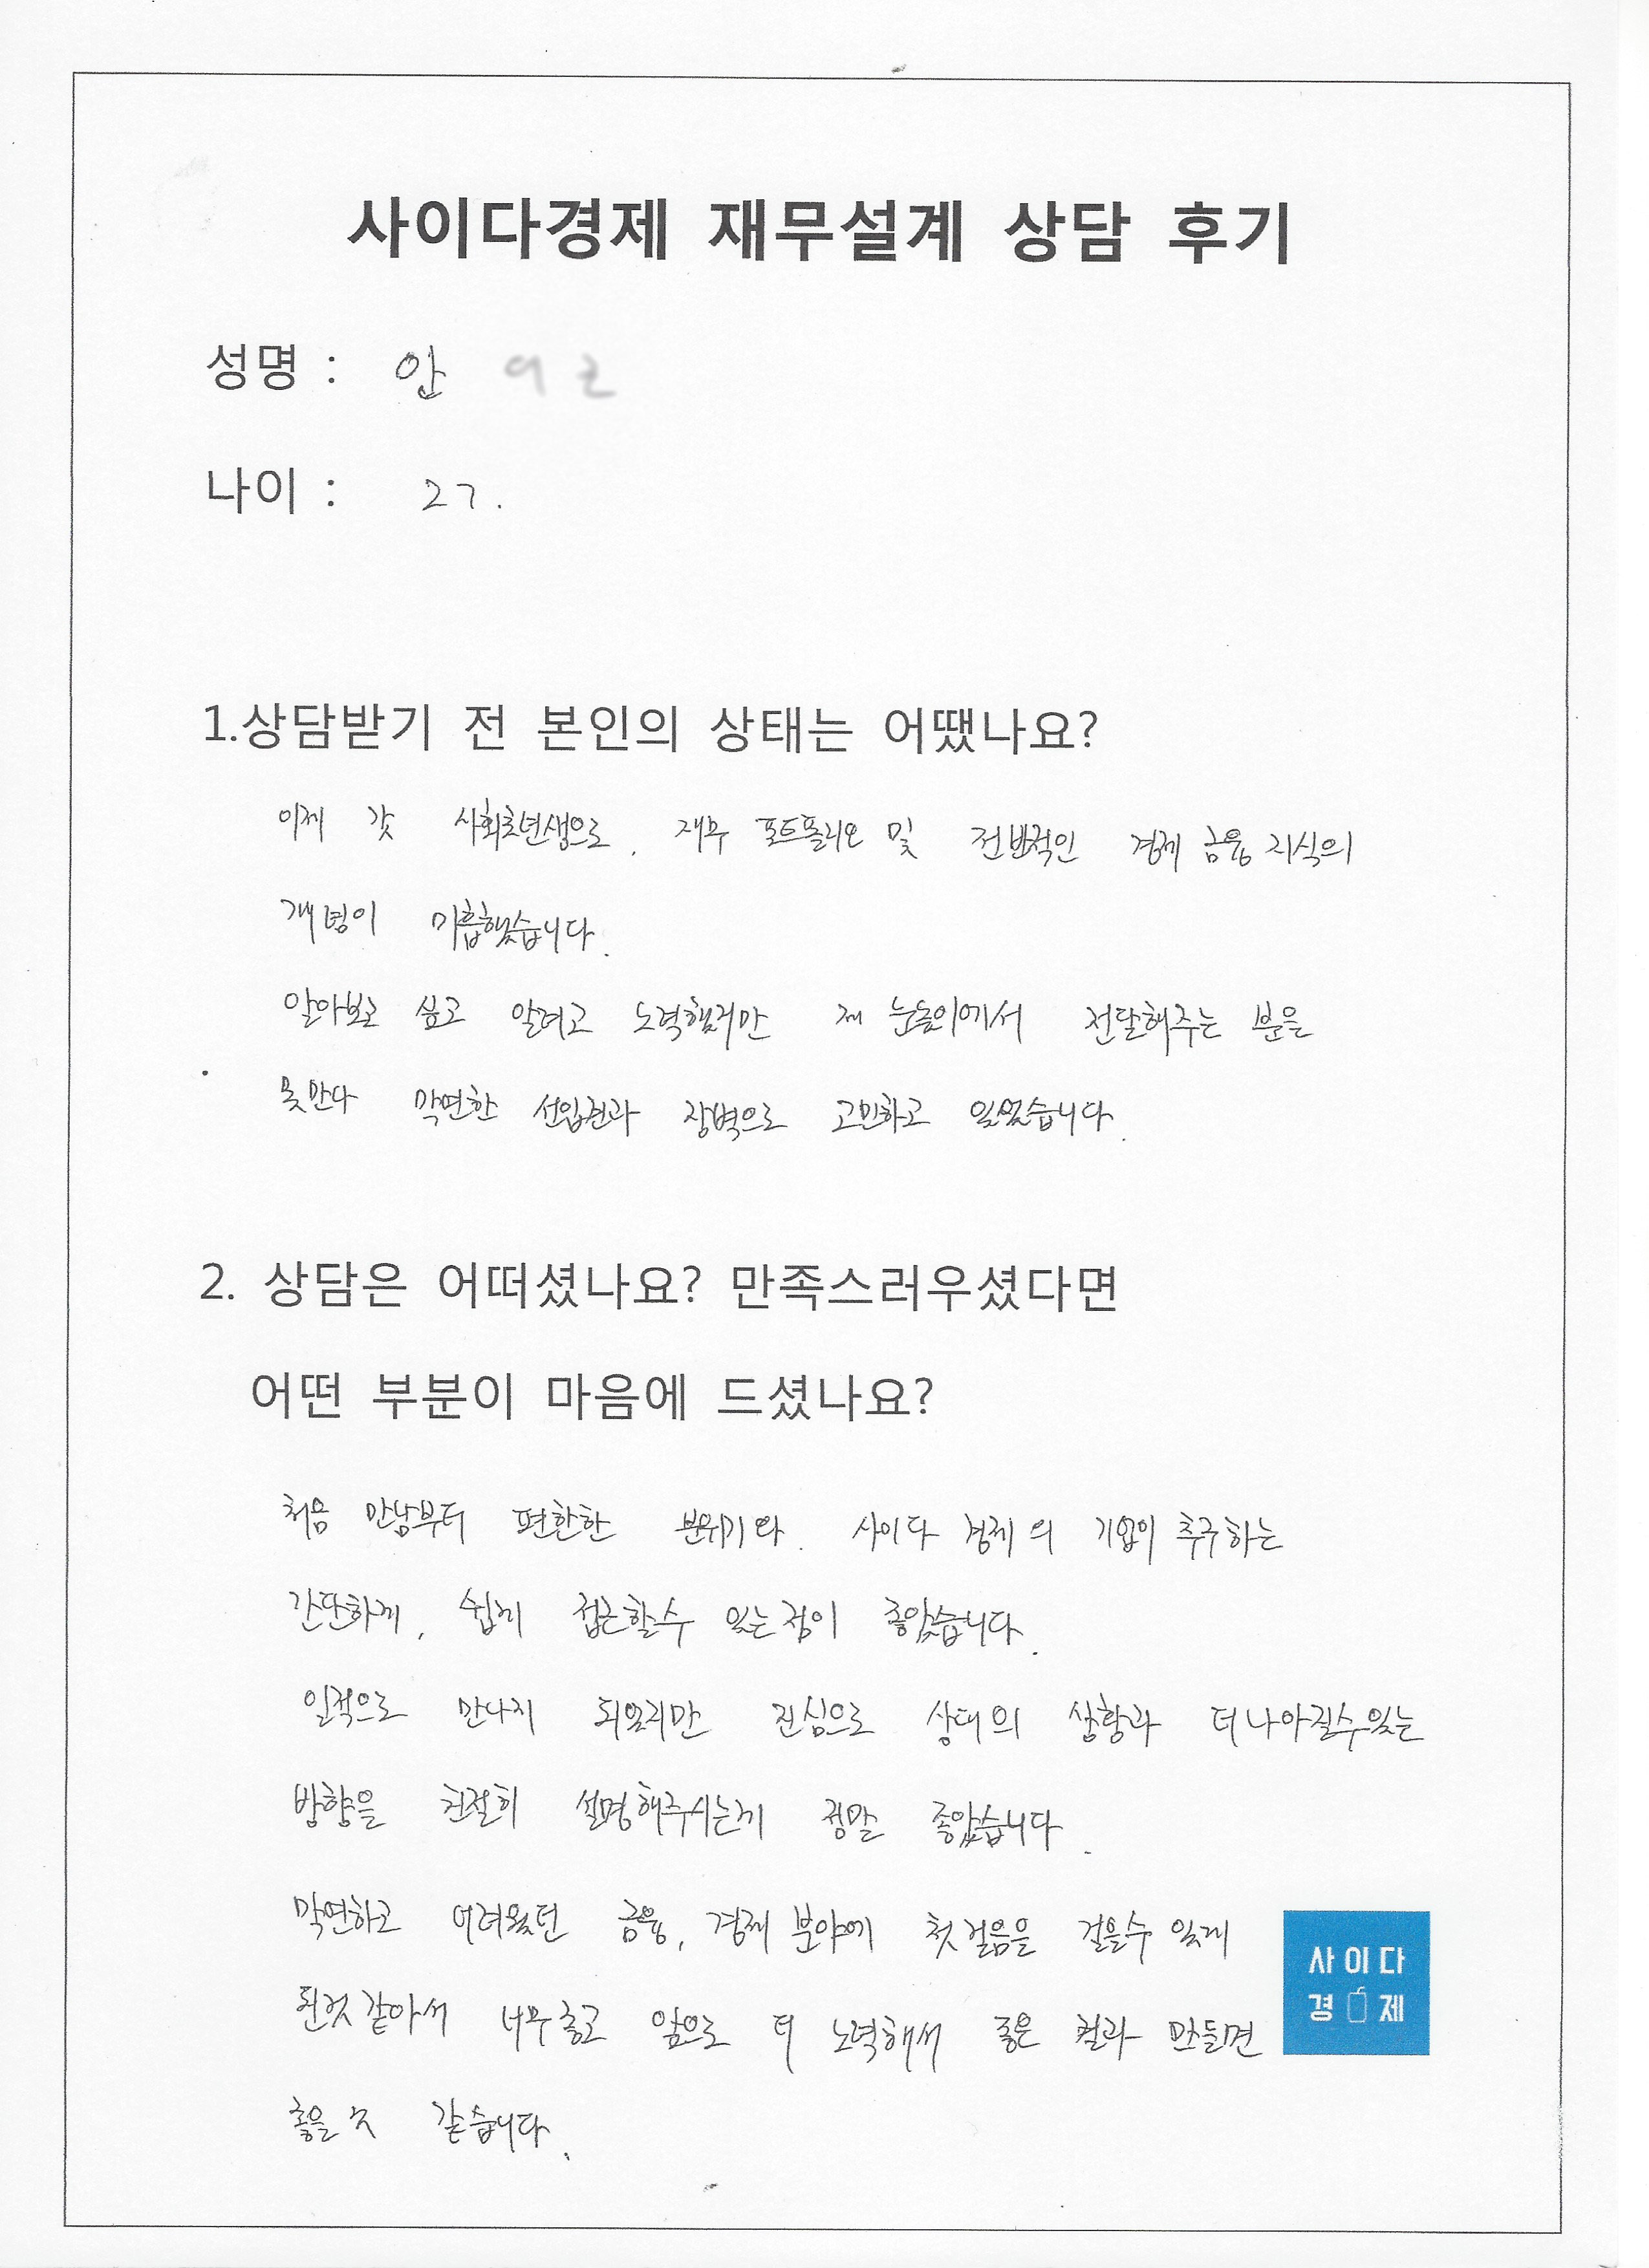 사이다경제 재무설계 상담 후기
성명 : 안
나이 : 27.
1.상담받기 전 본인의 상태는 어땠나요?
이제 갓 사회초년생으로, 재무 포트폴리오 및 전반적인 경제 금융 지식의
개념이 미흡했습니다.
알아보고 싶고 알려고 노력했지만 제 눈높이에서 전달해주는 분을
못만나 막연한 선입견과 장벽으로 고민하고 있었습니다.
2. 상담은 어떠셨나요? 만족스러우셨다면
어떤 부분이 마음에 드셨나요?
처음 만남부터 편한한 분위기와. 사이다 경제의 기업이 추구하는
간단하게, 쉽게 접근할수 있는점이 좋았습니다.
일적으로 만나지 되었지만 진심으로 상대의 상황과 더나아질수있는
방향을 친절히 설명해주시는게 정말 좋았습니다.
막연하고 어려웠던 금융, 경제 분야에 첫걸음을 걸을수 있게
된것같아서 너무좋고 앞으로 더 노력해서 좋은 결과 만들면
좋을 것 같습니다.
사이다
경제